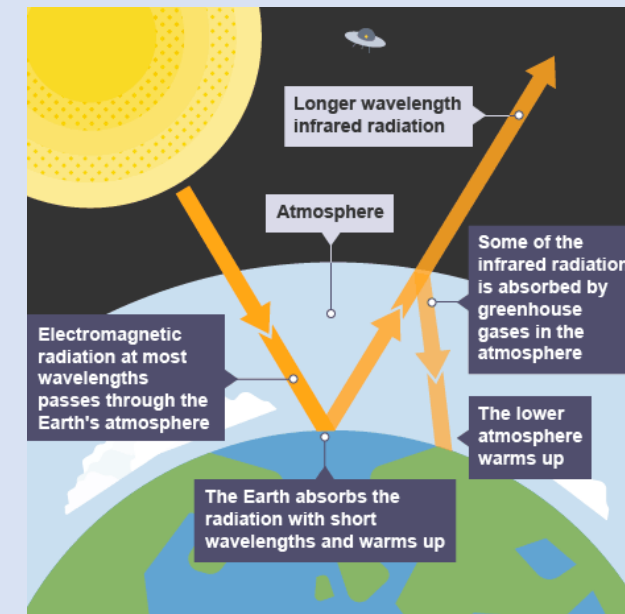 Longer wavelength
infrared radiation
Atmosphere
Some of the
infrared radiation
is absorbed by
greenhouse
gases in the
atmosphere
Electromagnetic
radiation at most
wavelengths
passes through the
Earth's atmosphere
The lower
atmosphere
warms up
The Earth absorbs the
radiation with short
wavelengths and warms up